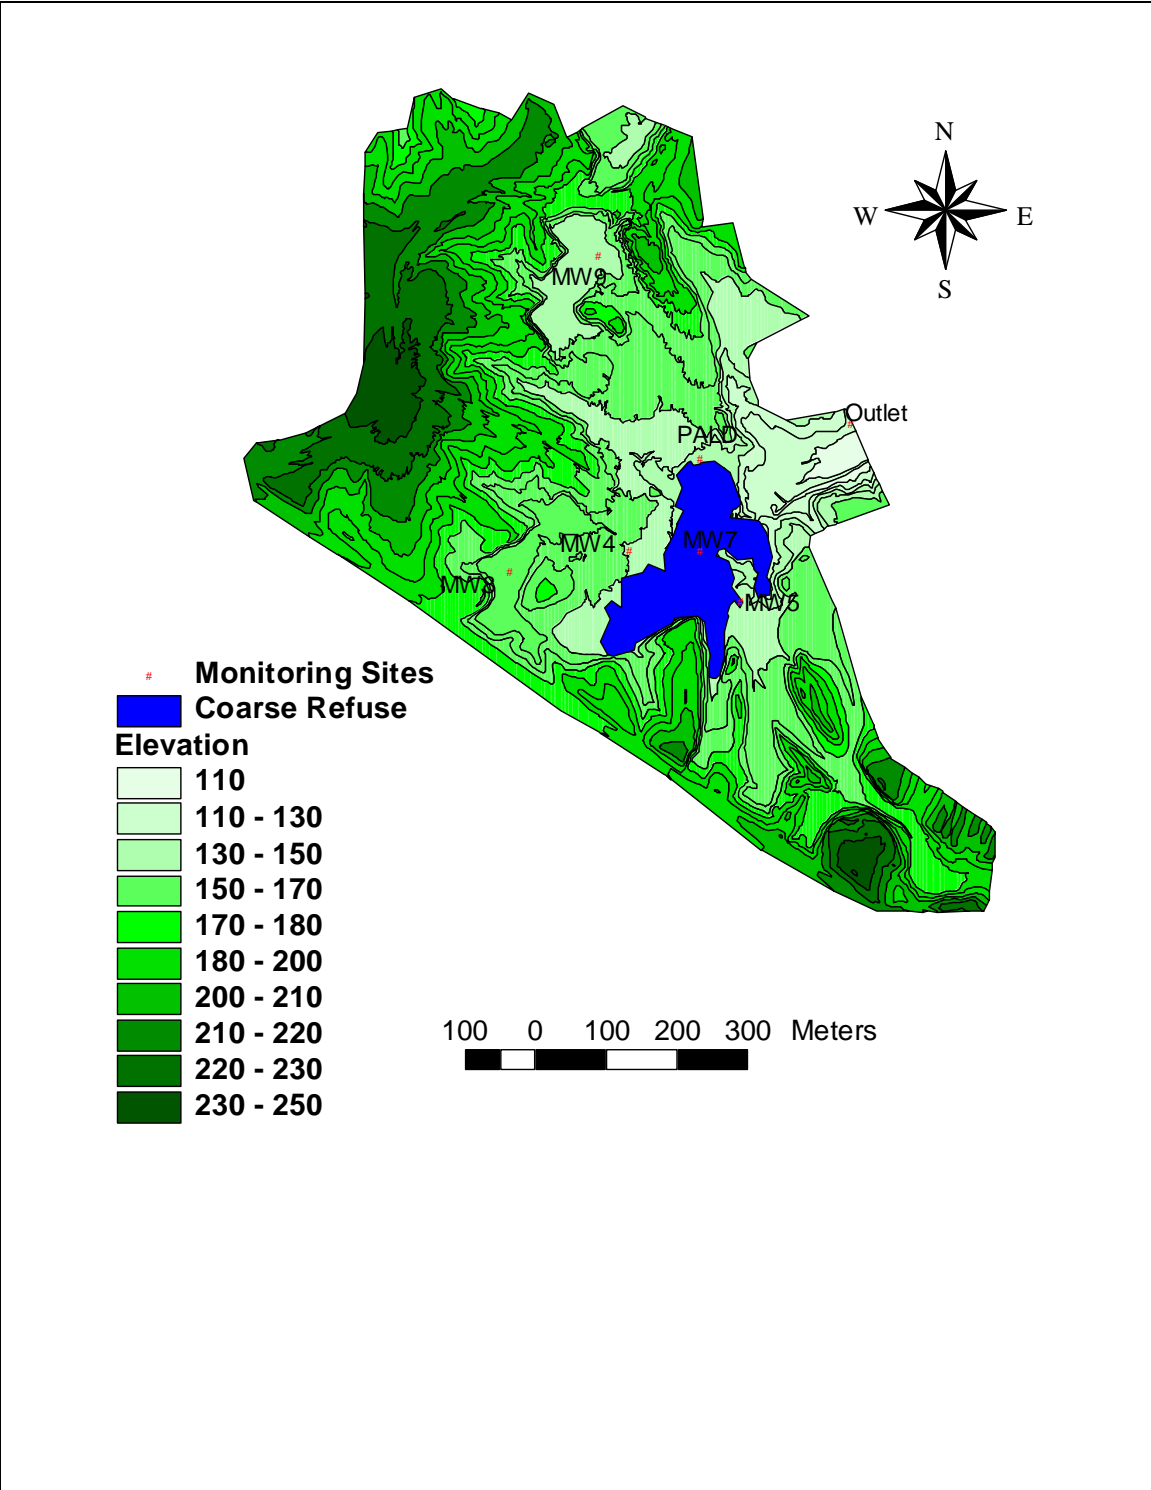 N
W E
S
MW9
Outlet
PALD
MW4
MW7
MW3
MW5
# Monitoring Sites
Coarse Refuse
Elevation
110
110 - 130
130 - 150
150 - 170
170 - 180
180 - 200
200 - 210
210 - 220
220 - 230
230 - 250
100 0 100 200 300 Meters